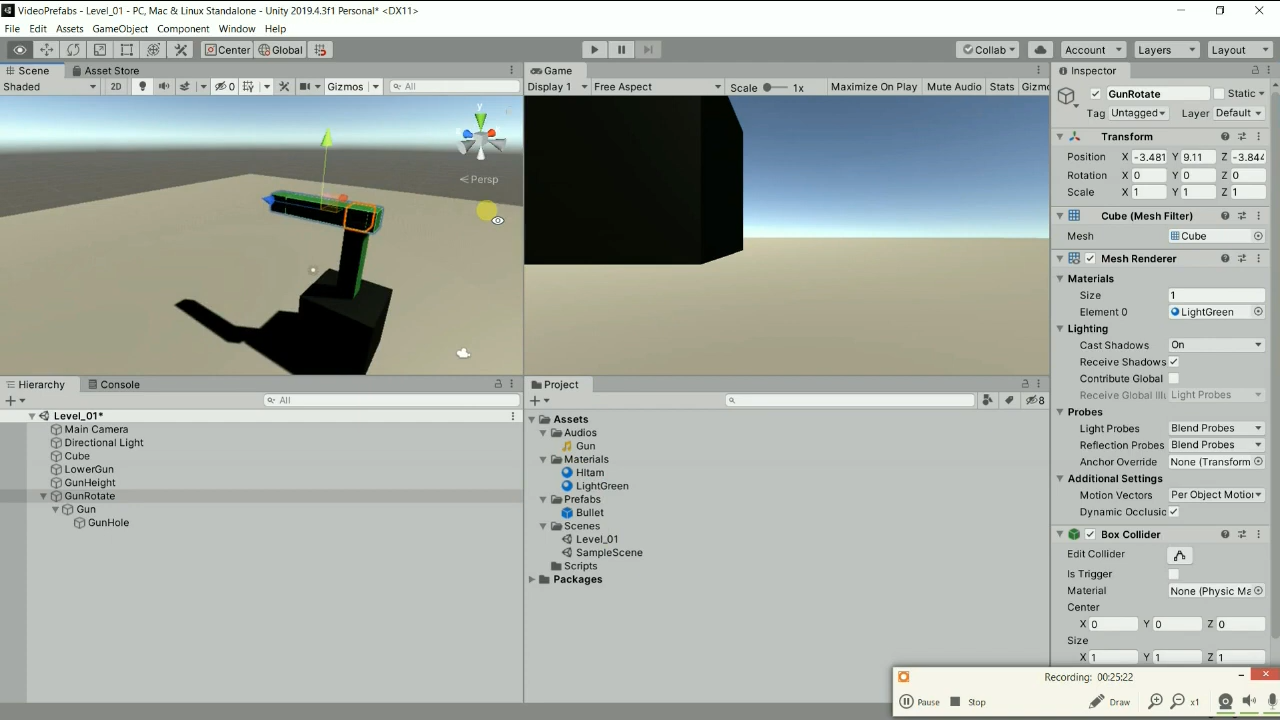 VideoPrefabs - Level_01 - PC, Mac & Linux Standalone - Unity 2019.4.3f1 Personal* <DX11>
File Edit Assets GameObject Component Window Help
Center Global Collab Account Layers Layout
Scene Asset Store
Shaded 2D 0 Gizmos All
y
Persp
Game
Display 1 Free Aspect Scale 1x Maximize On Play Mute Audio Stats Gizmo
Hierarchy Console
All
Level_01*
Main Camera
Directional Light
Cube
LowerGun
GunHeight
GunRotate
Gun
GunHole
Project
8
Assets
Audios
Gun
Materials
HItam
LightGreen
Prefabs
Bullet
Scenes
Level_01
SampleScene
Scripts
Packages
Inspector
GunRotate Static
Tag Untagged Layer Default
Transform
Position X -3.481 Y 9.11 Z -3.844
Rotation X 0 Y 0 Z 0
Scale X 1 Y 1 Z 1
Cube (Mesh Filter)
Mesh Cube
Mesh Renderer
Materials
Size 1
Element 0 LightGreen
Lighting
Cast Shadows On
Receive Shadows
Contribute Global
Receive Global Illu Light Probes
Probes
Light Probes Blend Probes
Reflection Probes Blend Probes
Anchor Override None (Transform
Additional Settings
Motion Vectors Per Object Motion
Dynamic Occlusic
Box Collider
Edit Collider
Is Trigger
Material None (Physic Ma
Center
X 0 Y 0 Z 0
Size
X 1 Y 1 Z 1
Recording: 00:25:22
Pause Stop Draw x1